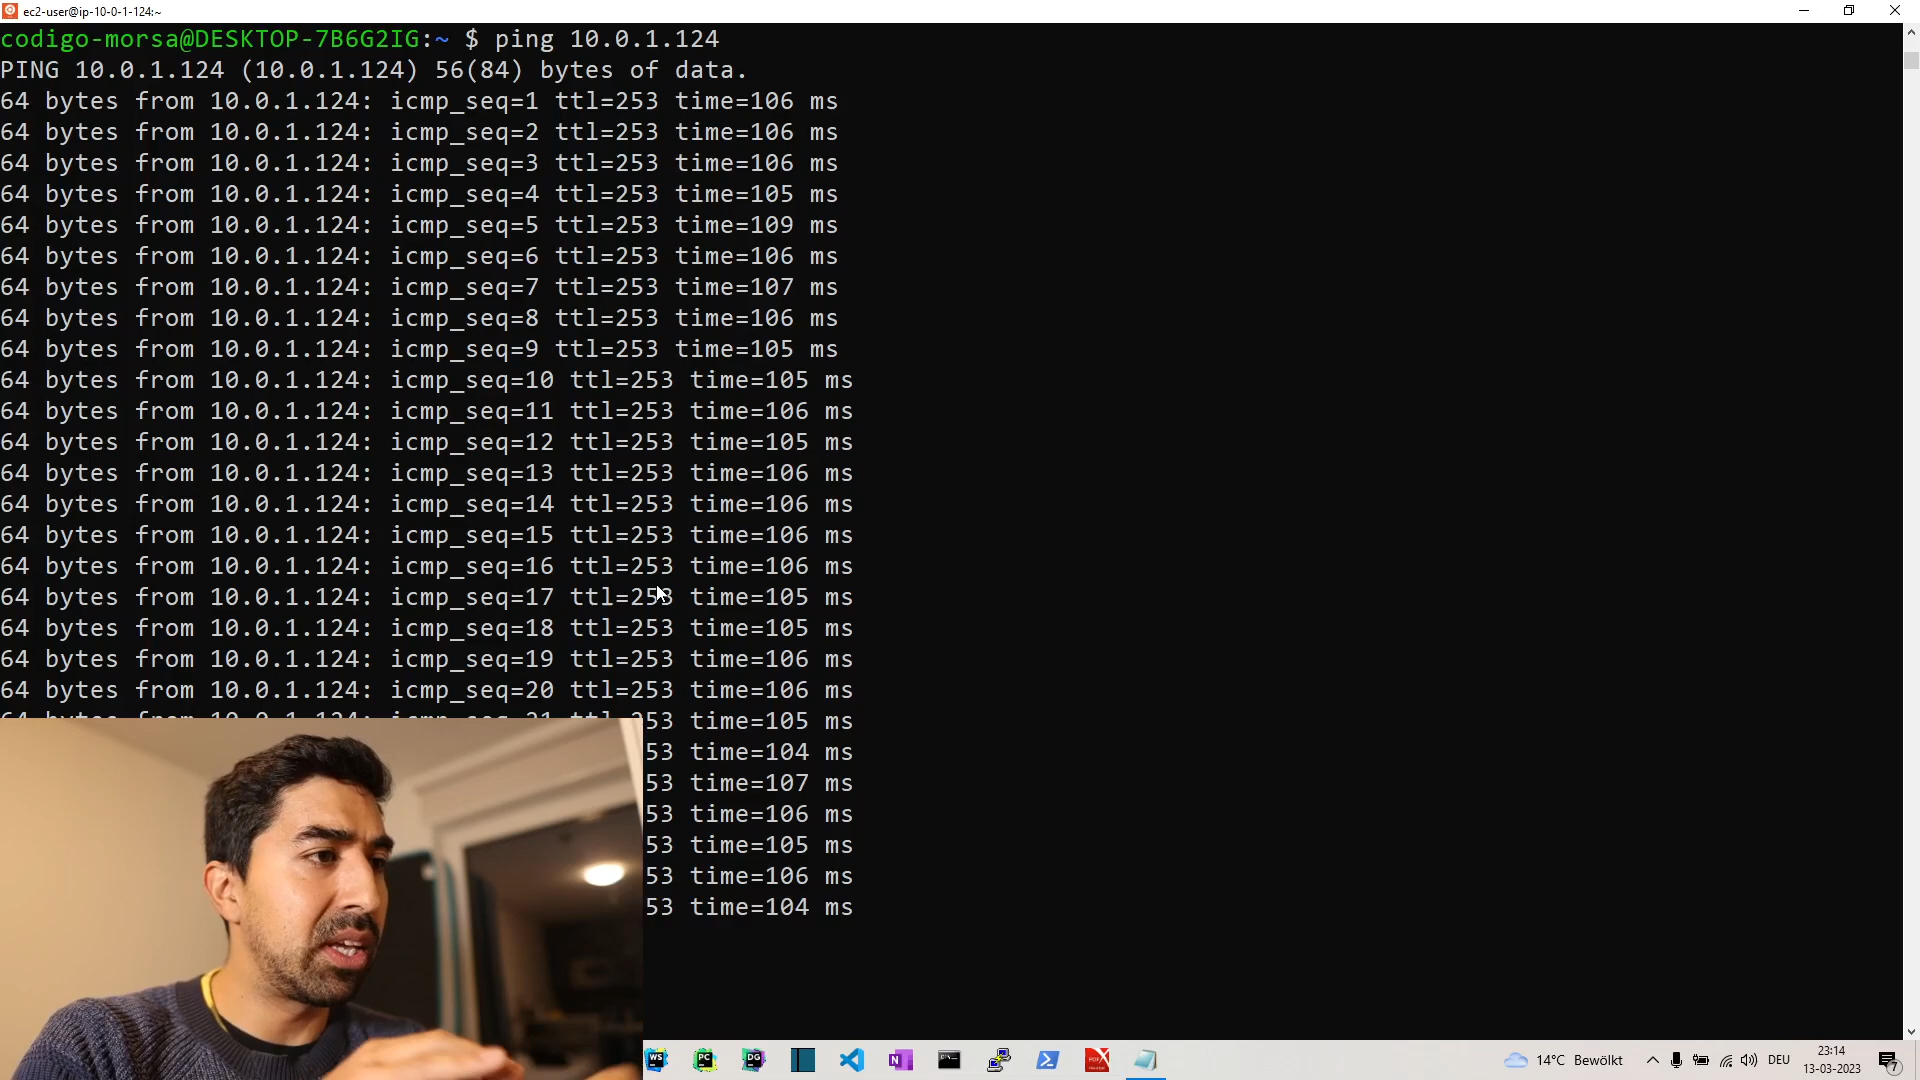 ec2-user@ip-10-0-1-124:~
codigo-morsa@DESKTOP-7B6G2IG:~ $ ping 10.0.1.124
PING 10.0.1.124 (10.0.1.124) 56(84) bytes of data.
64 bytes from 10.0.1.124: icmp_seq=1 ttl=253 time=106 ms
64 bytes from 10.0.1.124: icmp_seq=2 ttl=253 time=106 ms
64 bytes from 10.0.1.124: icmp_seq=3 ttl=253 time=106 ms
64 bytes from 10.0.1.124: icmp_seq=4 ttl=253 time=105 ms
64 bytes from 10.0.1.124: icmp_seq=5 ttl=253 time=109 ms
64 bytes from 10.0.1.124: icmp_seq=6 ttl=253 time=106 ms
64 bytes from 10.0.1.124: icmp_seq=7 ttl=253 time=107 ms
64 bytes from 10.0.1.124: icmp_seq=8 ttl=253 time=106 ms
64 bytes from 10.0.1.124: icmp_seq=9 ttl=253 time=105 ms
64 bytes from 10.0.1.124: icmp_seq=10 ttl=253 time=105 ms
64 bytes from 10.0.1.124: icmp_seq=11 ttl=253 time=106 ms
64 bytes from 10.0.1.124: icmp_seq=12 ttl=253 time=105 ms
64 bytes from 10.0.1.124: icmp_seq=13 ttl=253 time=106 ms
64 bytes from 10.0.1.124: icmp_seq=14 ttl=253 time=106 ms
64 bytes from 10.0.1.124: icmp_seq=15 ttl=253 time=106 ms
64 bytes from 10.0.1.124: icmp_seq=16 ttl=253 time=106 ms
64 bytes from 10.0.1.124: icmp_seq=17 ttl=253 time=105 ms
64 bytes from 10.0.1.124: icmp_seq=18 ttl=253 time=105 ms
64 bytes from 10.0.1.124: icmp_seq=19 ttl=253 time=106 ms
64 bytes from 10.0.1.124: icmp_seq=20 ttl=253 time=106 ms
64 bytes from 10.0.1.124: icmp_seq=21 ttl=253 time=105 ms
53 time=104 ms
53 time=107 ms
53 time=106 ms
53 time=105 ms
53 time=106 ms
53 time=104 ms
WS PC DG N PDF
14°C Bewölkt DEU 23:14
13-03-2023 7